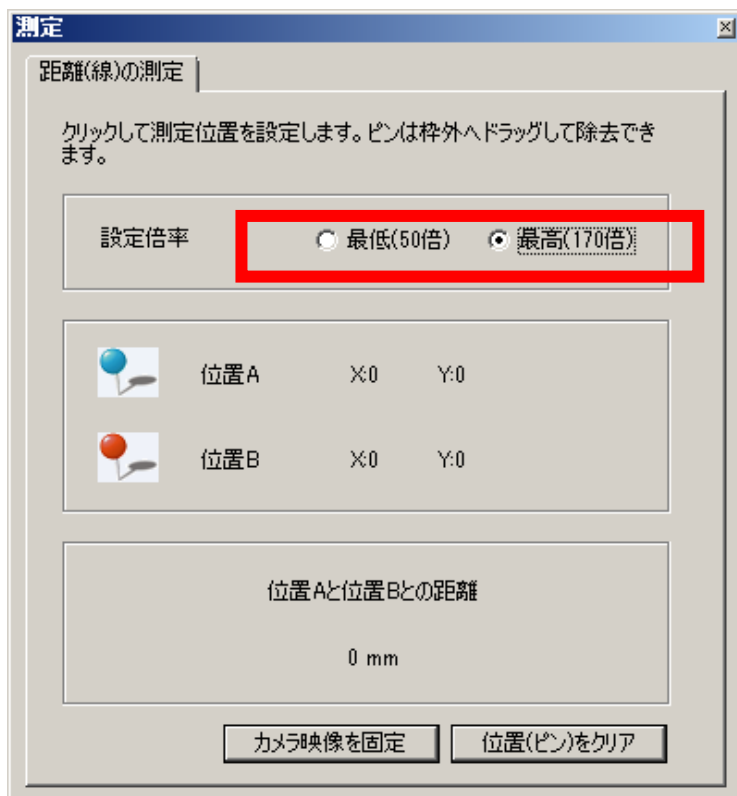 測定
距離(線)の測定
クリックして測定位置を設定します。ピンは枠外へドラッグして除去でき
ます。
設定倍率 最低(50倍) 最高(170倍)
位置A X:0 Y:0
位置B X:0 Y:0
位置Aと位置Bとの距離
0 mm
カメラ映像を固定 位置(ピン)をクリア